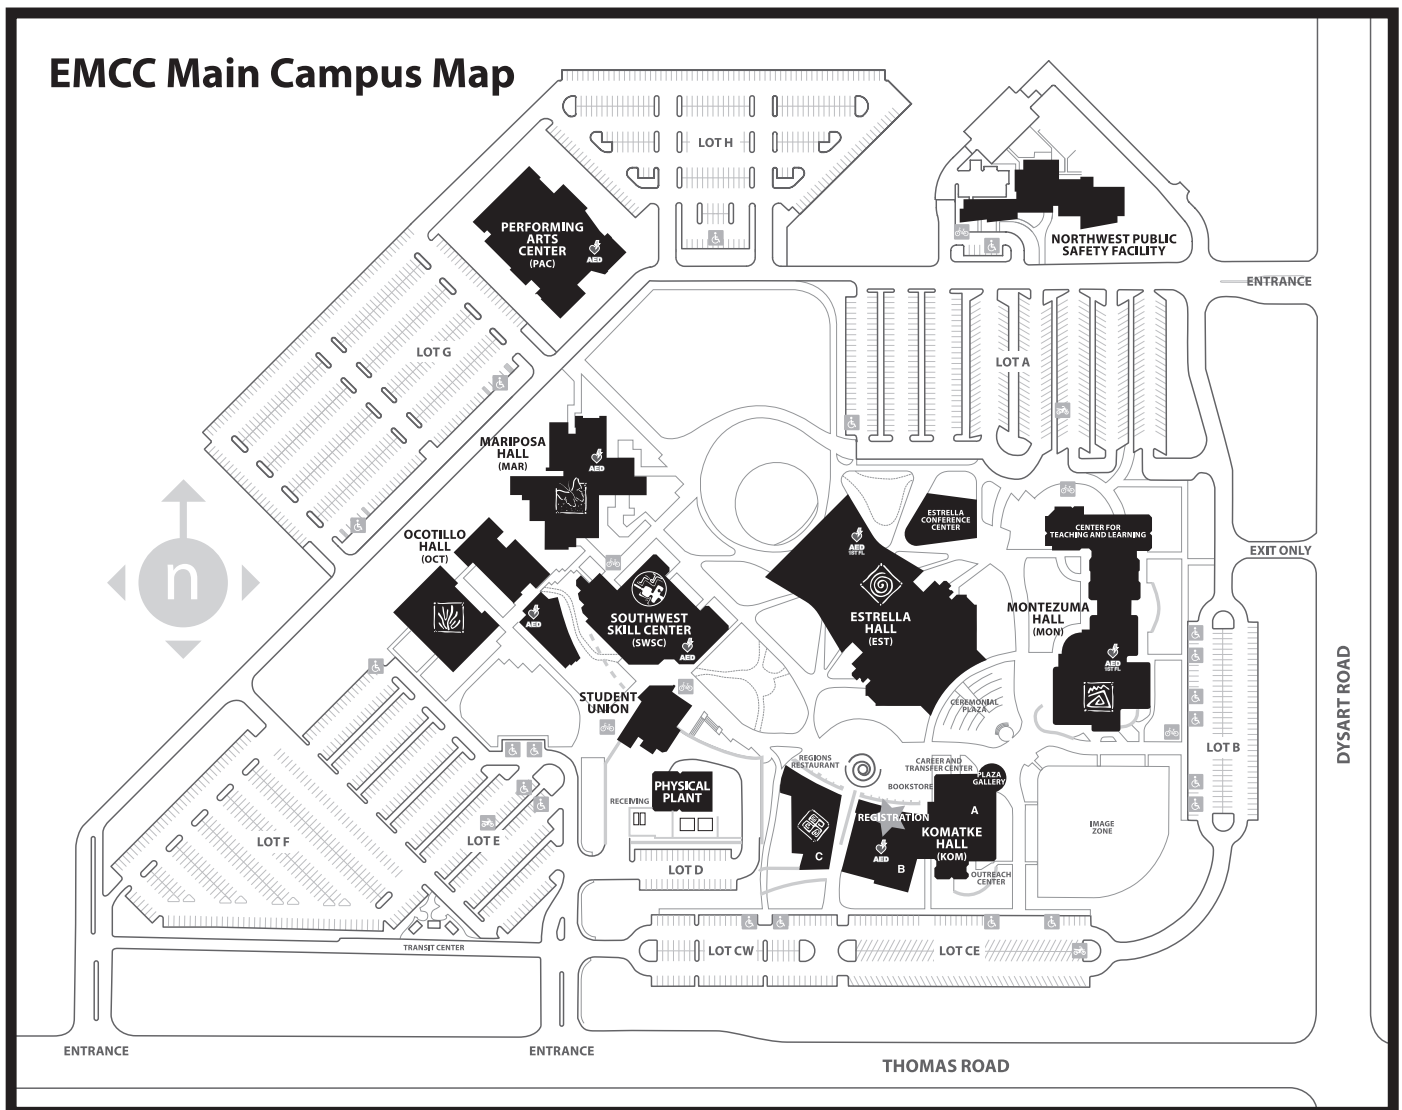 EMCC Main Campus Map
LOT H
PERFORMING
ARTS
CENTER
(PAC)
AED
NORTHWEST PUBLIC
SAFETY FACILITY
ENTRANCE
LOT G
LOT A
MARIPOSA
HALL
(MAR)
AED
OCOTILLO
HALL
(OCT)
AED
n
SOUTHWEST
SKILL CENTER
(SWSC)
AED
ESTRELLA
CONFERENCE
CENTER
AED
1ST FL
ESTRELLA
HALL
(EST)
CENTER FOR
TEACHING AND LEARNING
EXIT ONLY
MONTEZUMA
HALL
(MON)
AED
1ST FL
DYSART ROAD
STUDENT
UNION
CEREMONIAL
PLAZA
LOT B
REGIONS
RESTAURANT
CAREER AND
TRANSFER CENTER
PLAZA
GALLERY
BOOKSTORE
PHYSICAL
PLANT
RECEIVING
REGISTRATION
A
KOMATKE
HALL
(KOM)
AED
B
C
IMAGE
ZONE
OUTREACH
CENTER
LOT F
LOT E
LOT D
TRANSIT CENTER
LOT CW
LOT CE
ENTRANCE
ENTRANCE
THOMAS ROAD